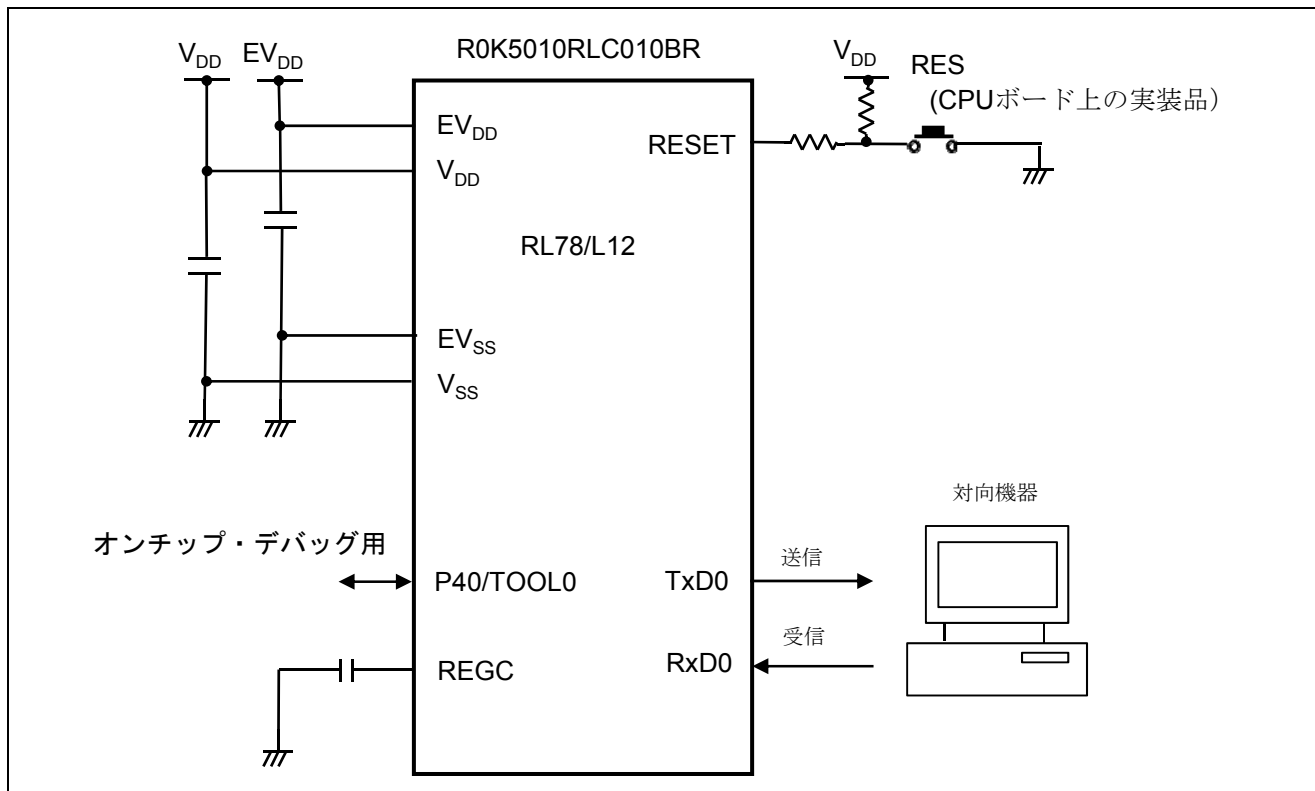 R0K5010RLC010BR
VDD EVDD
VDD RES
(CPUボード上の実装品）
EVDD
RESET
VDD
RL78/L12
EVSS
VSS
対向機器
オンチップ・デバッグ用
送信
P40/TOOL0 TxD0
受信
REGC RxD0